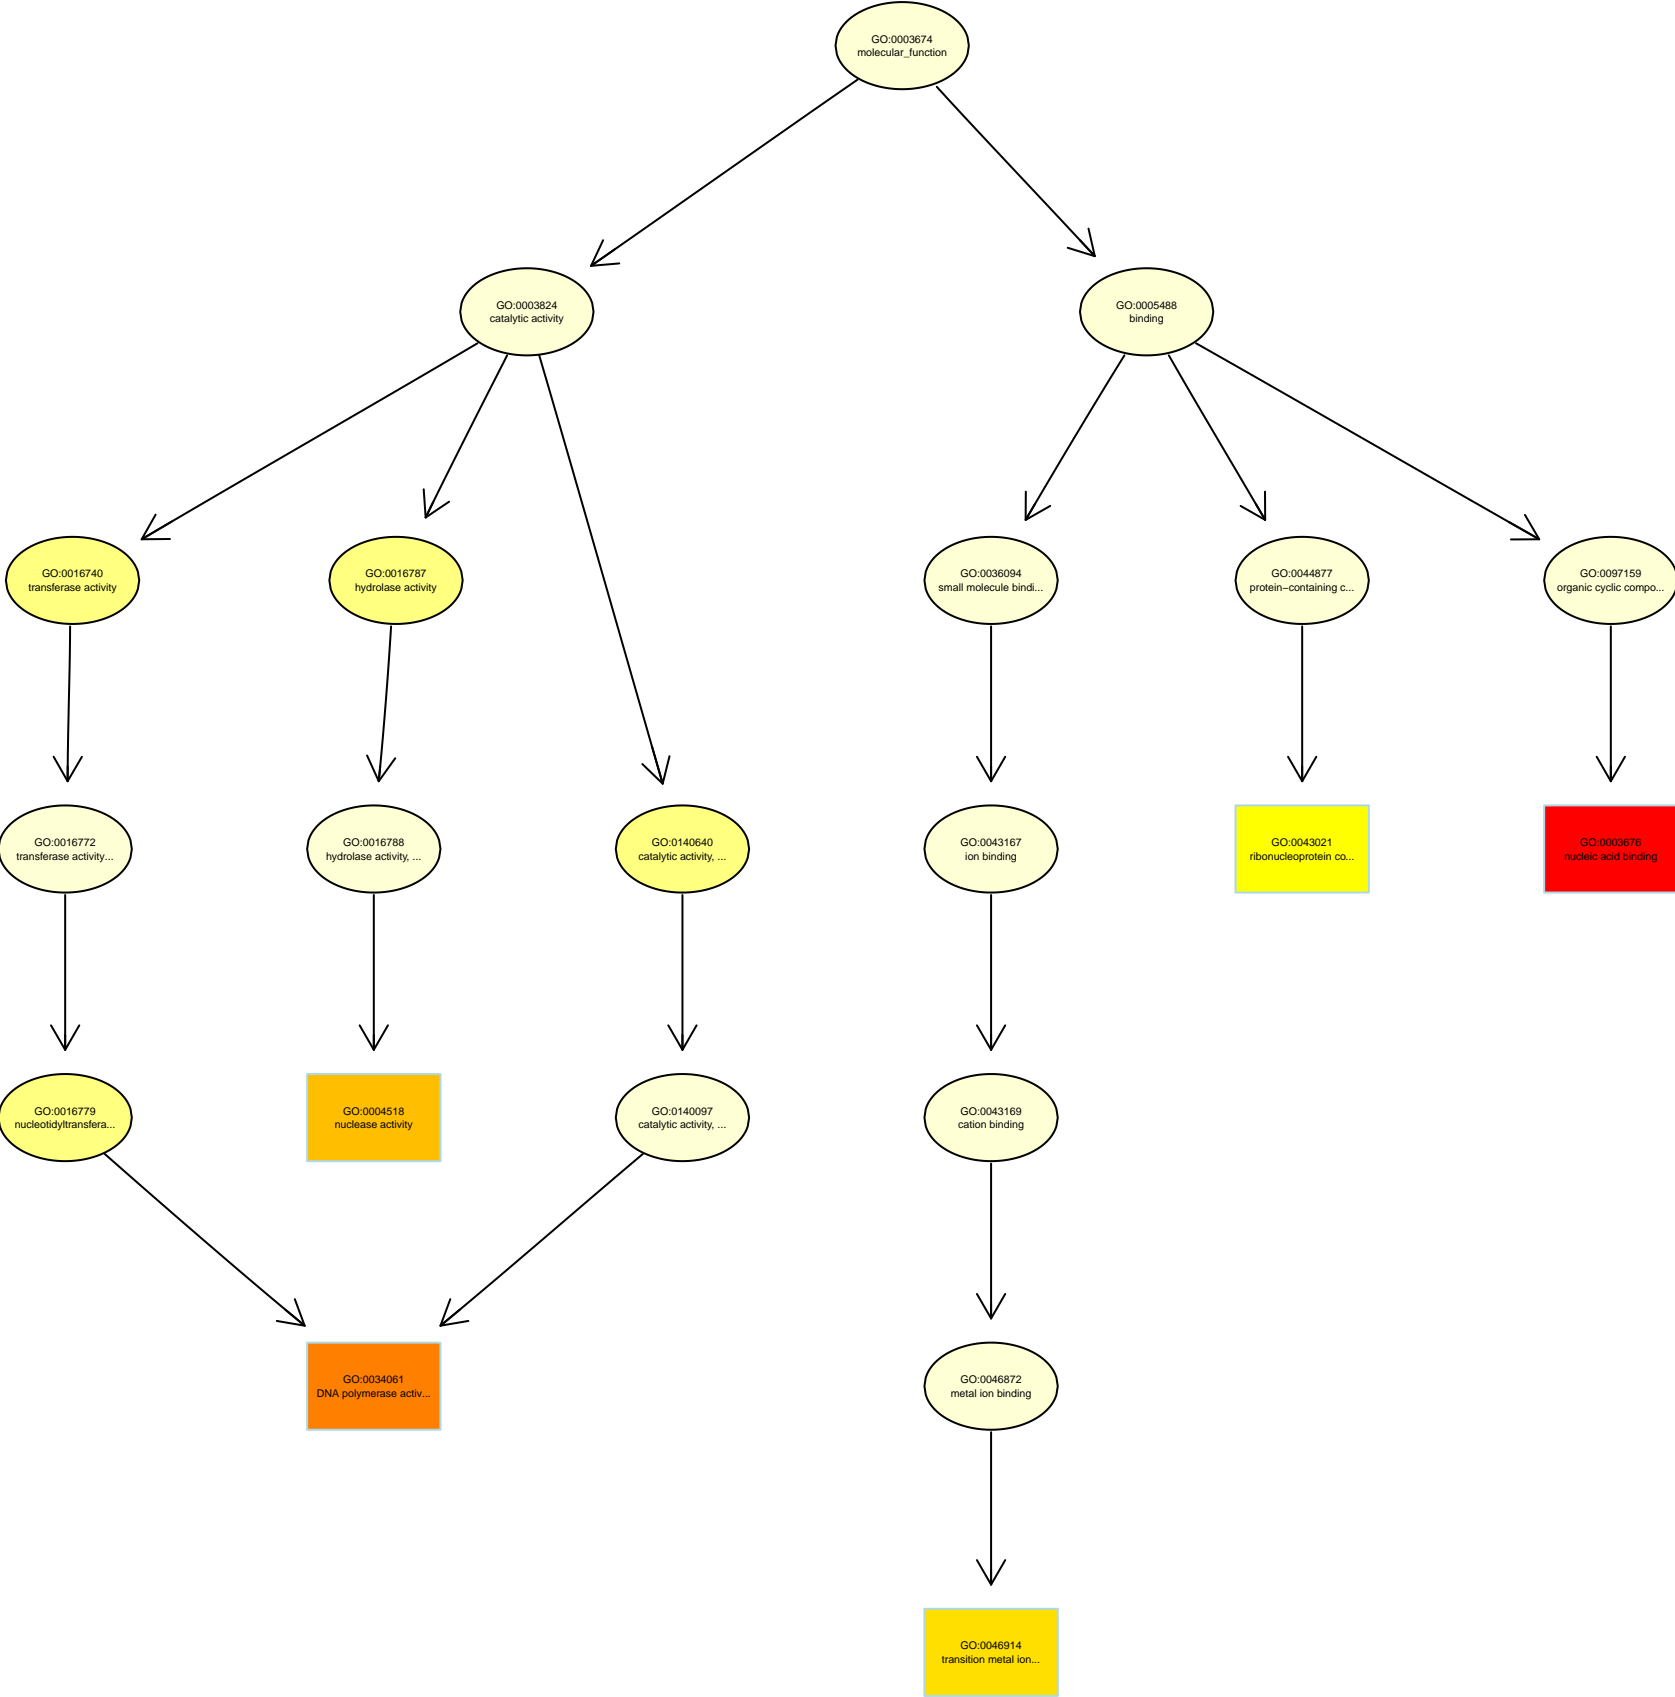 GO:0003674
molecular_function
GO:0003824
catalytic activity
GO:0005488
binding
GO:0016740
transferase activity
GO:0016787
hydrolase activity
GO:0036094
small molecule bindi...
GO:0044877
protein−containing c...
GO:0097159
organic cyclic compo...
GO:0016772
transferase activity...
GO:0016788
hydrolase activity, ...
GO:0140640
catalytic activity, ...
GO:0043167
ion binding
GO:0043021
ribonucleoprotein co...
GO:0003676
nucleic acid binding
GO:0016779
nucleotidyltransfera...
GO:0004518
nuclease activity
GO:0140097
catalytic activity, ...
GO:0043169
cation binding
GO:0034061
DNA polymerase activ...
GO:0046872
metal ion binding
GO:0046914
transition metal ion...